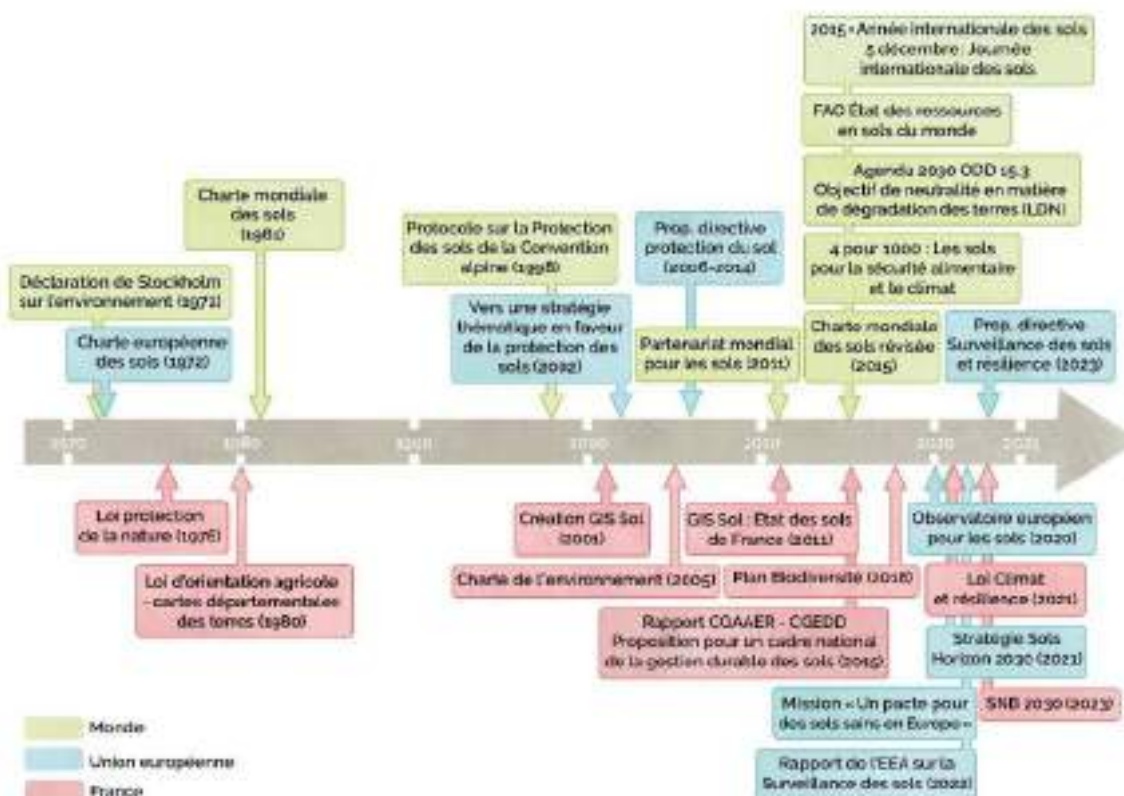 2015 • Année internationale des sols
5 décembre : Journée
internationale des sols
FAO État des ressources
en sols du monde
Agendu 2030 ODD 15.3
Objectif de neutralité en matière
de dégradation des terres (LDN)
4 pour 1000 : Les sols
pour la sécurité alimentaire
et le climat
Charte mondiale
des sols révisée
(2015)
Charte mondiale
des sols
(1981)
Protocole sur la Protection
des sols de la Convention
alpine (1998)
Prop. directive
protection du sol
(2006-2014)
Déclaration de Stockholm
sur l'environnement (1972)
Charte européenne
des sols (1972)
Vers une stratégie
thématique en faveur
de la protection des
sols (2002)
Partenariat mondial
pour les sols (2011)
Prop. directive
Surveillance des sols
et résilience (2023)
1970
1980
1990
2000
2010
2020
Loi protection
de la nature (1976)
Loi d'orientation agricole
- cartes départementales
des terres (1980)
Création GIS Sol
(2001)
Charte de l'environnement (2005)
GIS Sol : État des sols
de France (2011)
Plan Biodiversité (2018)
Rapport CGAAER - CGEDD
Proposition pour un cadre national
de la gestion durable des sols (2015)
Observatoire européen
pour les sols (2020)
Loi Climat
et résilience (2021)
Stratégie Sols
Horizon 2030 (2021)
SNB 2030 (2023)
Mission « Un pacte pour
des sols sains en Europe »
Rapport de l'EEA sur la
Surveillance des sols (2022)
Monde
Union européenne
France